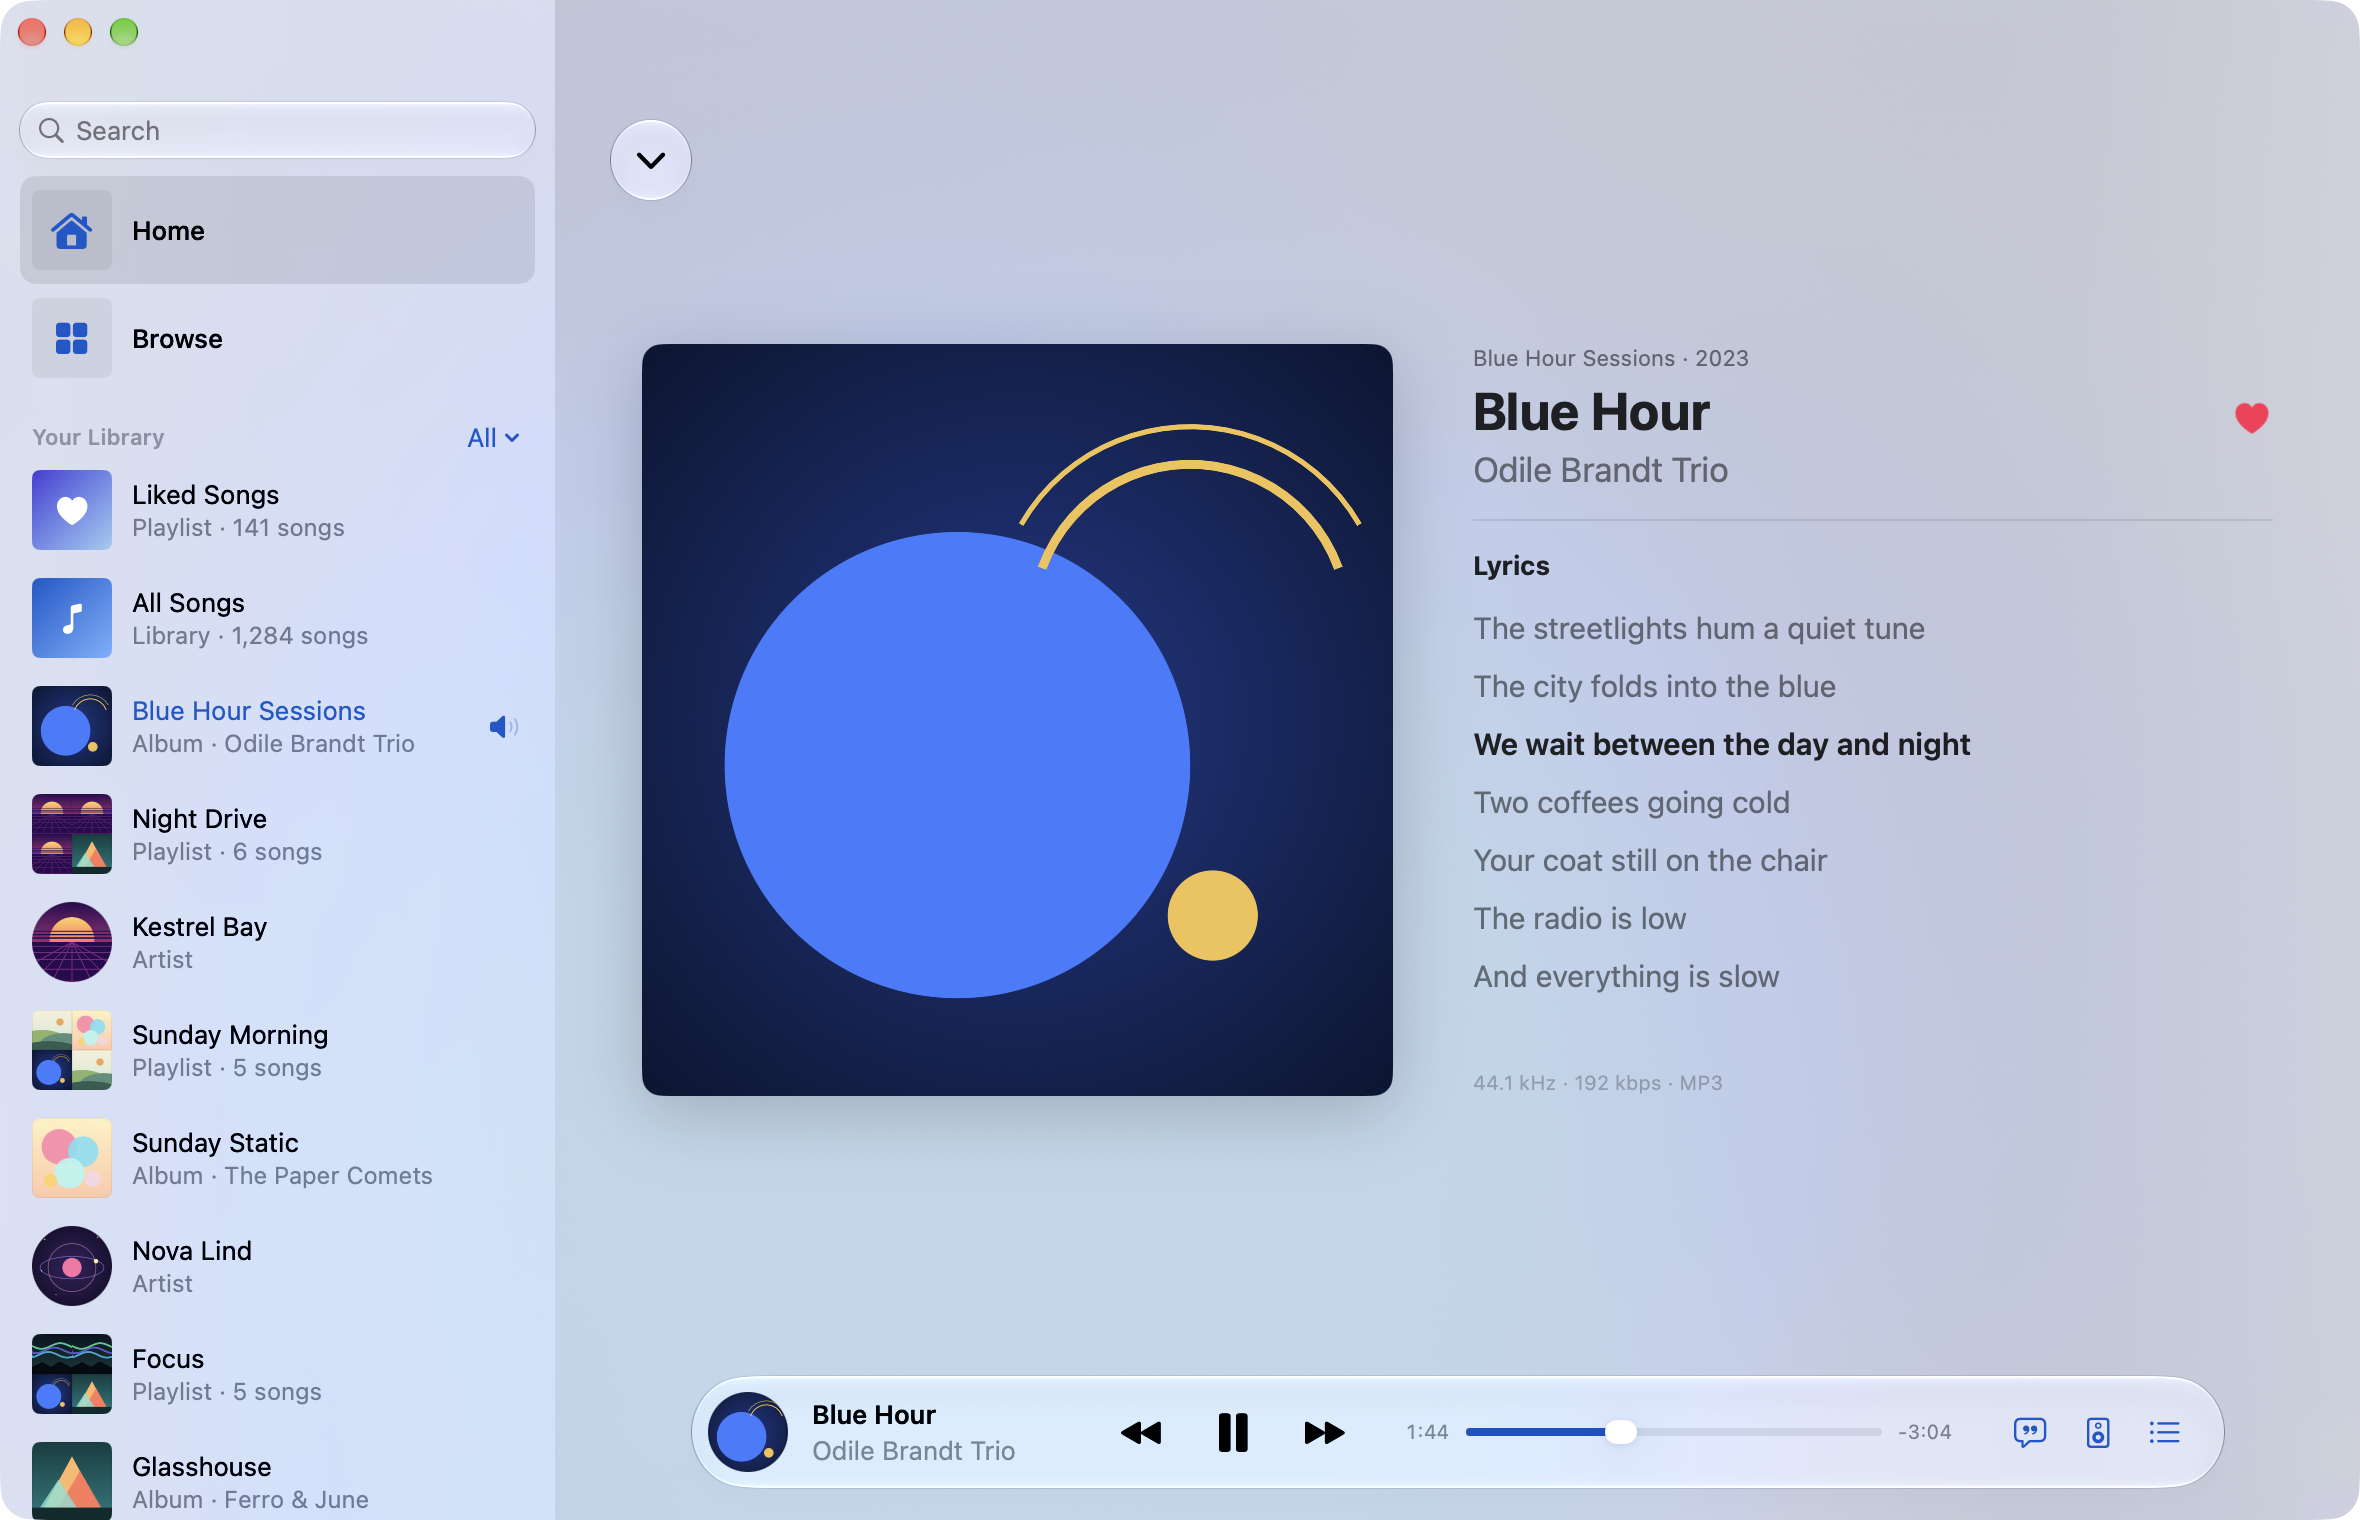 Search
Home
Browse
Your Library
All
Liked Songs
Playlist · 141 songs
All Songs
Library · 1,284 songs
Blue Hour Sessions
Album · Odile Brandt Trio
Night Drive
Playlist · 6 songs
Kestrel Bay
Artist
Sunday Morning
Playlist · 5 songs
Sunday Static
Album · The Paper Comets
Nova Lind
Artist
Focus
Playlist · 5 songs
Glasshouse
Album · Ferro & June
Blue Hour Sessions · 2023
Blue Hour
Odile Brandt Trio
Lyrics
The streetlights hum a quiet tune
The city folds into the blue
We wait between the day and night
Two coffees going cold
Your coat still on the chair
The radio is low
And everything is slow
44.1 kHz · 192 kbps · MP3
Blue Hour
Odile Brandt Trio
1:44
-3:04